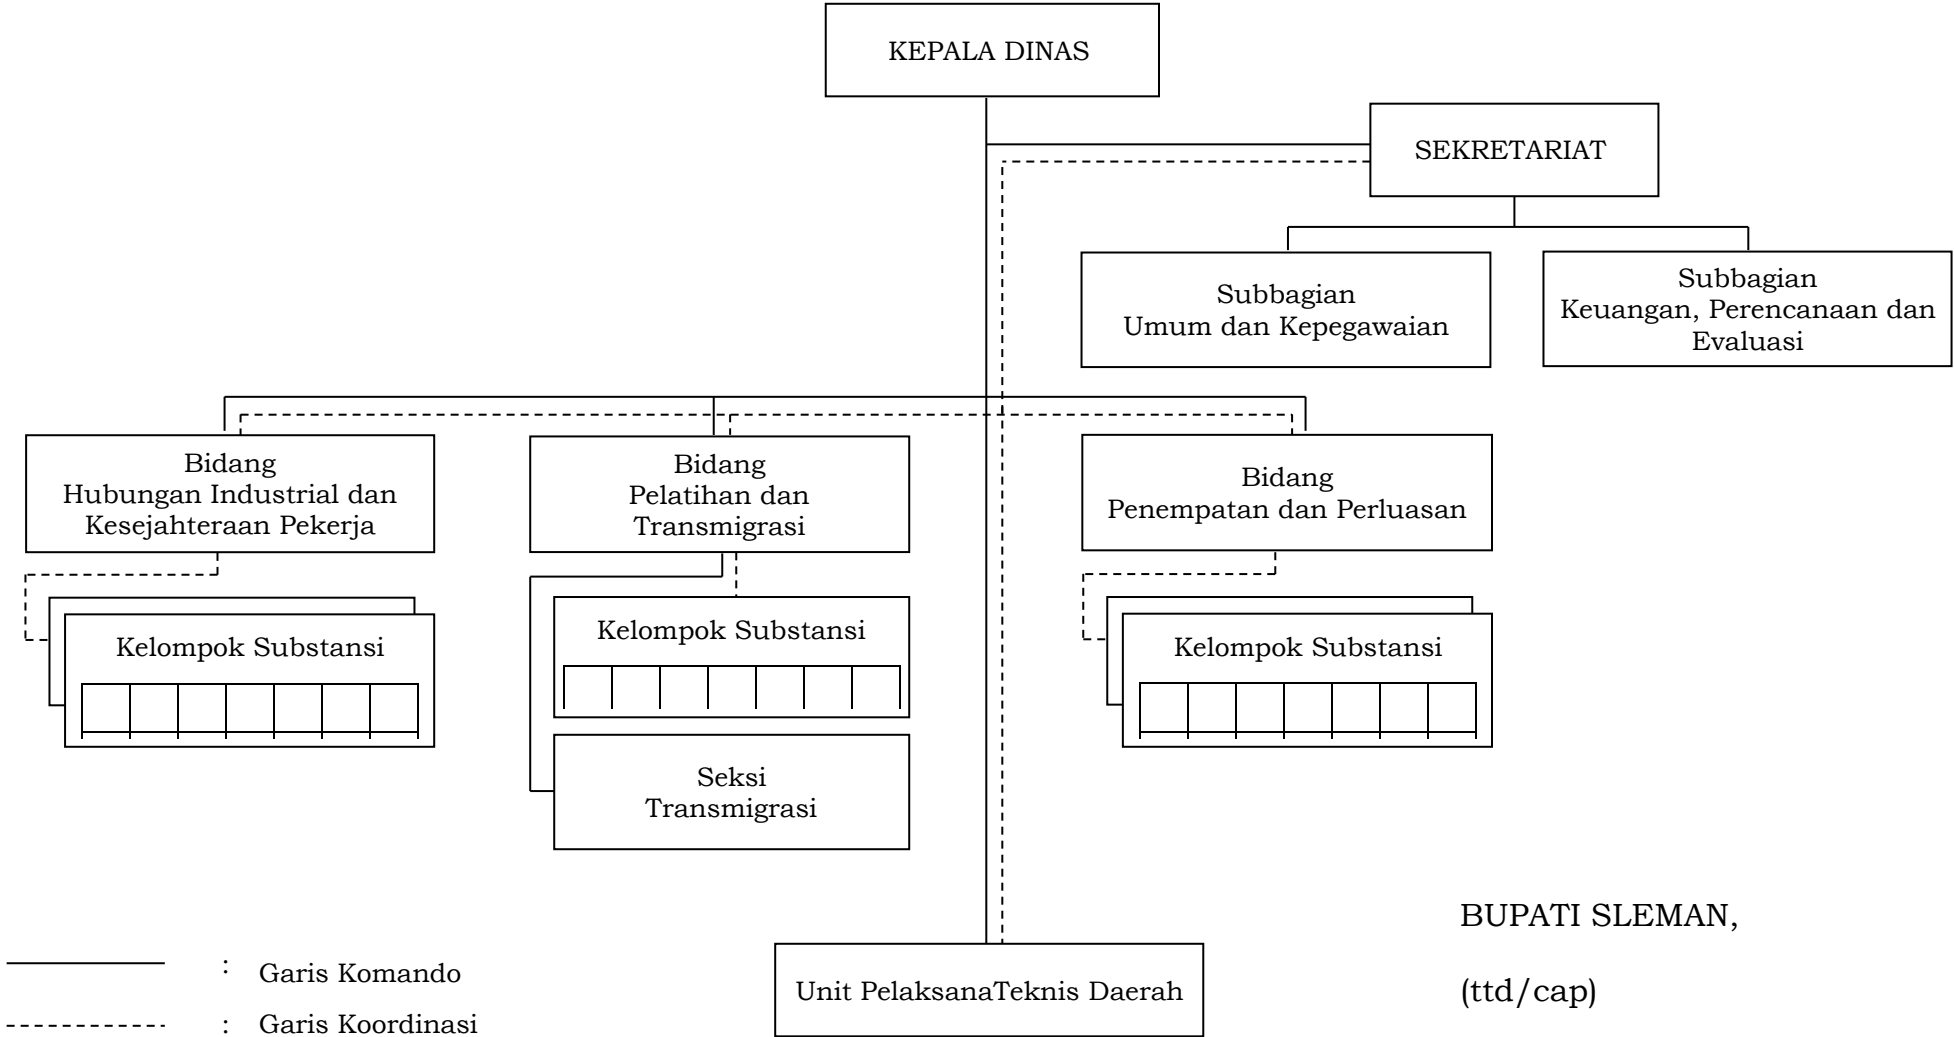 KEPALA DINAS
SEKRETARIAT
Subbagian
Umum dan Kepegawaian
Subbagian
Keuangan, Perencanaan dan
Evaluasi
Bidang
Hubungan Industrial dan
Kesejahteraan Pekerja
Bidang
Pelatihan dan
Transmigrasi
Bidang
Penempatan dan Perluasan
Kelompok Substansi
Kelompok Substansi
Kelompok Substansi
Seksi
Transmigrasi
Unit PelaksanaTeknis Daerah
: Garis Komando
: Garis Koordinasi
BUPATI SLEMAN,
(ttd/cap)